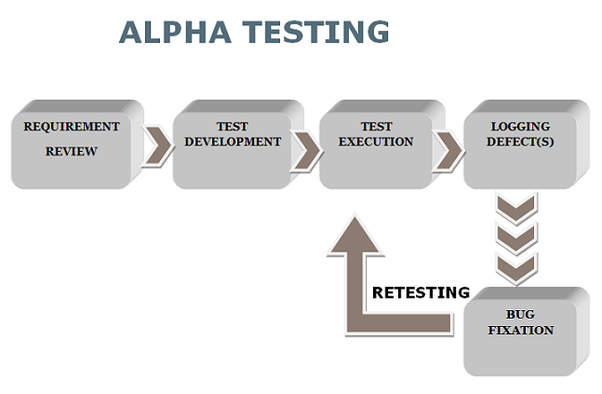 ALPHA TESTING
REQUIREMENT
REVIEW
TEST
DEVELOPMENT
TEST
EXECUTION
LOGGING
DEFECT(S)
RETESTING
BUG
FIXATION